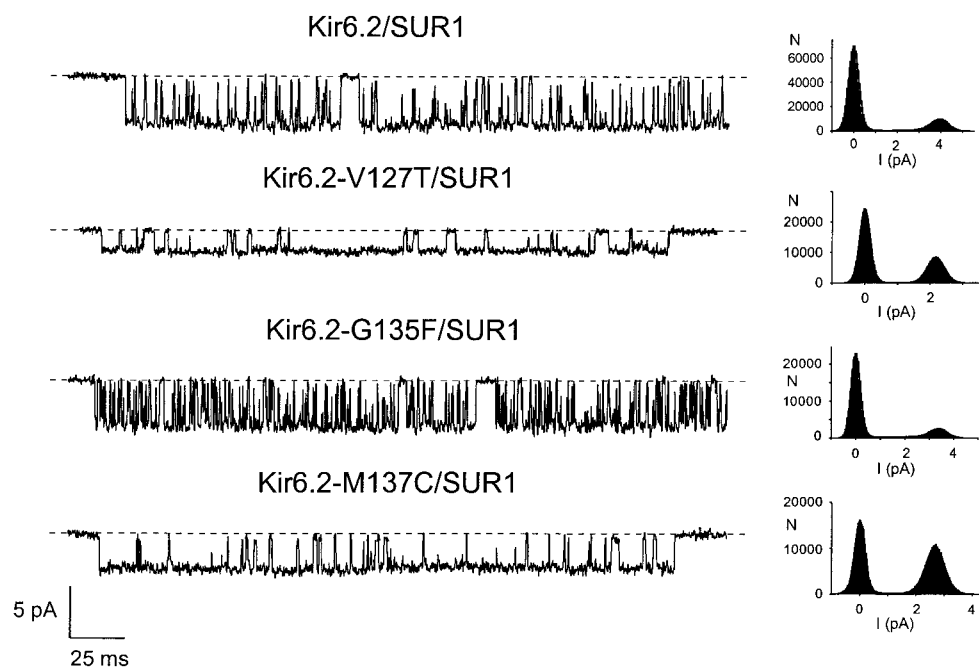 Kir6.2/SUR1
N
60000
40000
20000
0
0 2 4
I (pA)
Kir6.2-V127T/SUR1
N
20000
10000
0
0 2
I (pA)
Kir6.2-G135F/SUR1
20000
N
10000
0
0 2 4
I (pA)
Kir6.2-M137C/SUR1
20000
N
10000
0
0 2 4
I (pA)
5 pA
25 ms